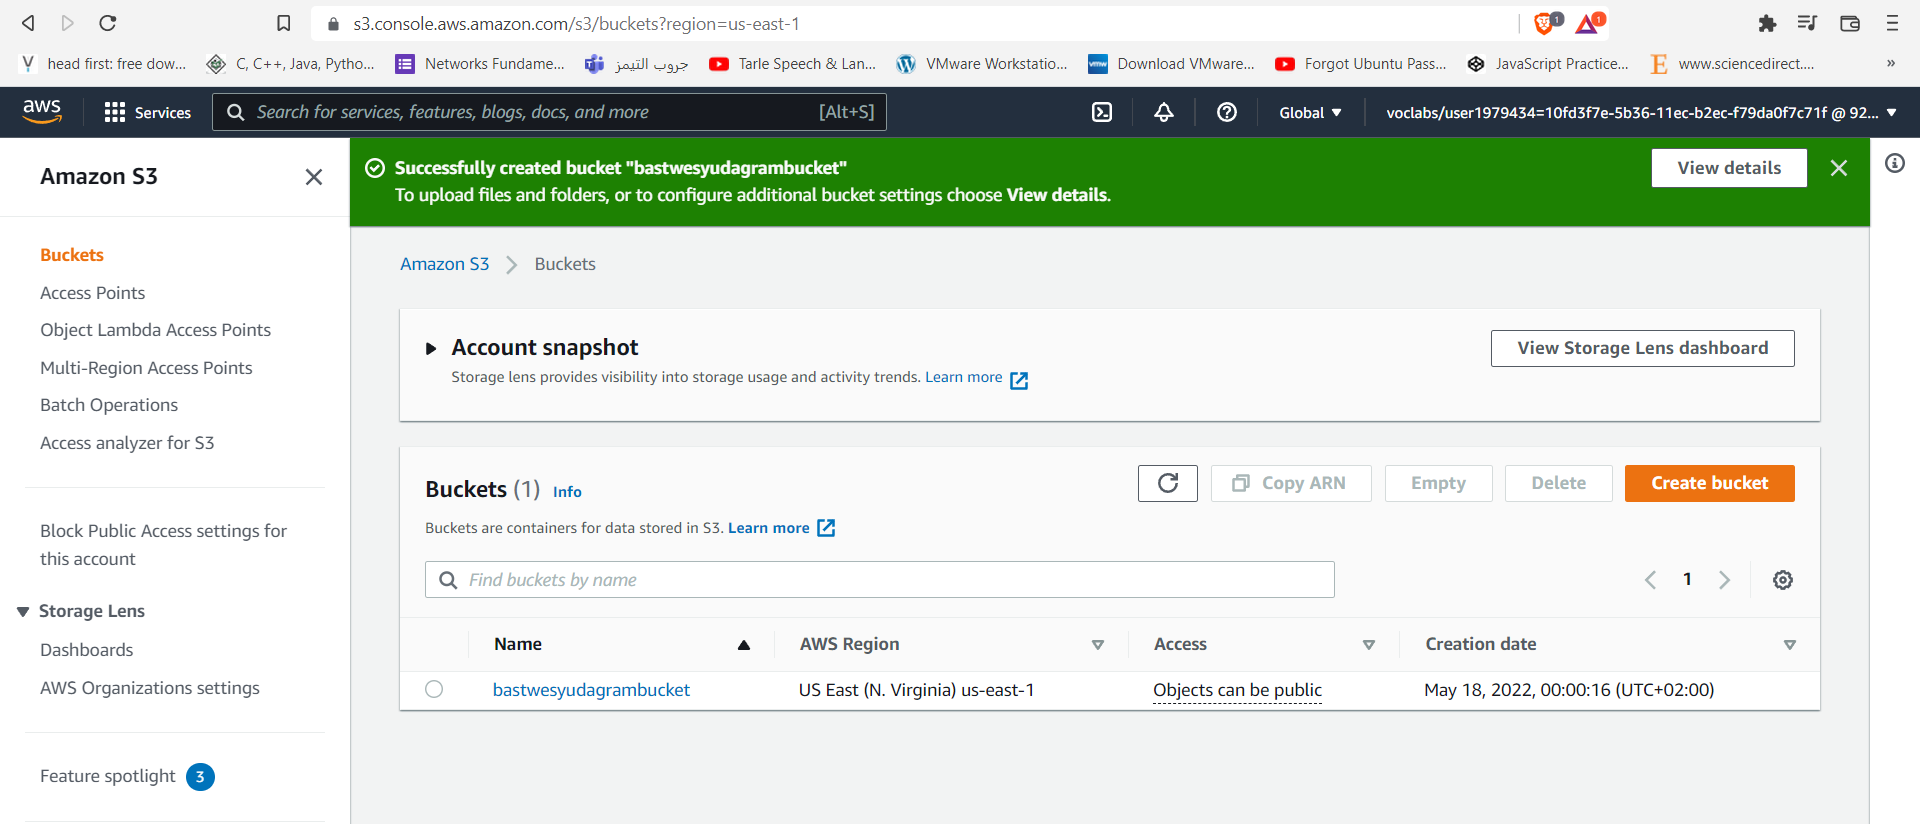 s3.console.aws.amazon.com/s3/buckets?region=us-east-1
1
1
head first: free dow...
C, C++, Java, Pytho...
Networks Fundame...
جروب التيمز
Tarle Speech & Lan...
VMware Workstatio...
Download VMware...
Forgot Ubuntu Pass...
JavaScript Practice...
www.sciencedirect....
»
aws
Services
Search for services, features, blogs, docs, and more
[Alt+S]
Global
voclabs/user1979434=10fd3f7e-5b36-11ec-b2ec-f79da0f7c71f @ 92...
Amazon S3
Buckets
Access Points
Object Lambda Access Points
Multi-Region Access Points
Batch Operations
Access analyzer for S3
Block Public Access settings for
this account
Storage Lens
Dashboards
AWS Organizations settings
Feature spotlight 3
Successfully created bucket "bastwesyudagrambucket"
To upload files and folders, or to configure additional bucket settings choose View details.
View details
Amazon S3 > Buckets
Account snapshot
Storage lens provides visibility into storage usage and activity trends. Learn more
View Storage Lens dashboard
Buckets (1) Info
Copy ARN
Empty
Delete
Create bucket
Buckets are containers for data stored in S3. Learn more
Find buckets by name
1
Name AWS Region Access Creation date
bastwesyudagrambucket US East (N. Virginia) us-east-1 Objects can be public May 18, 2022, 00:00:16 (UTC+02:00)